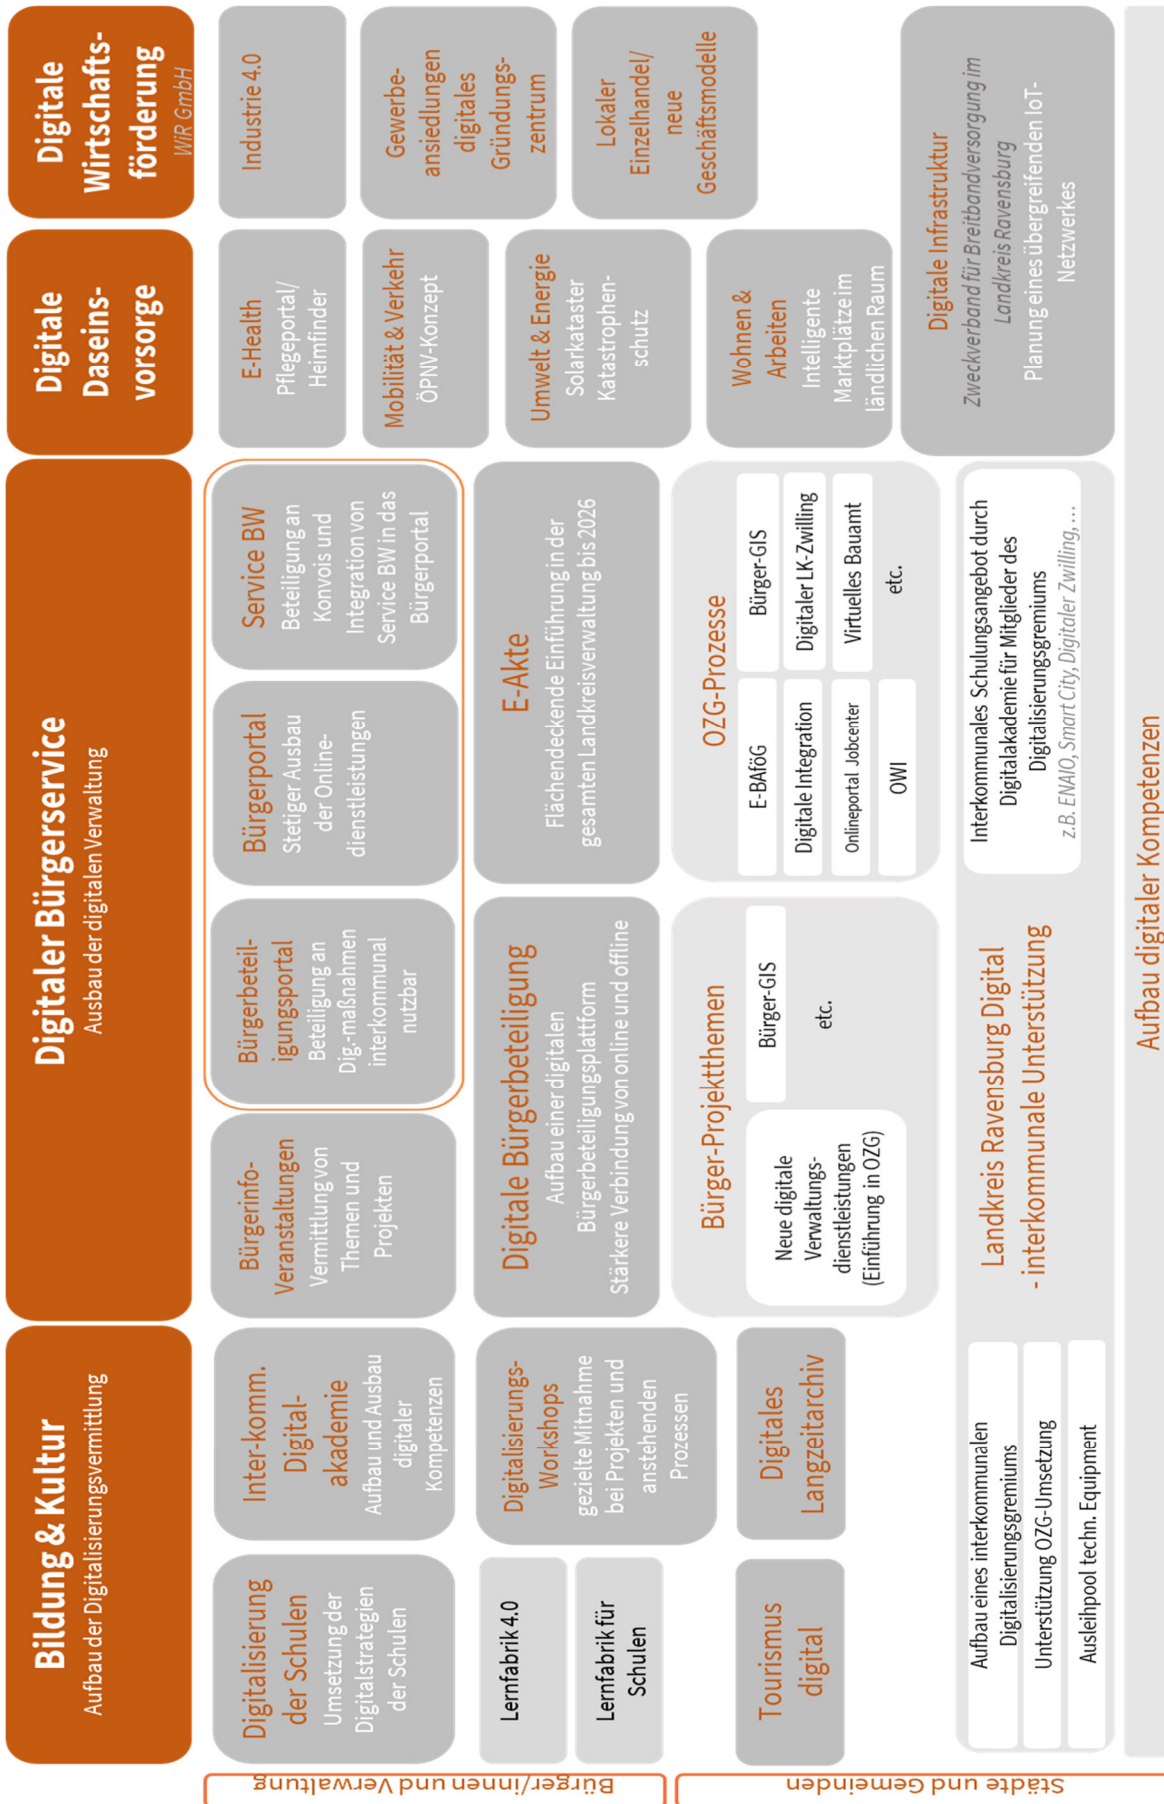 Bildung & Kultur
Aufbau der Digitalisierungsvermittlung
Digitaler Bürgerservice
Ausbau der digitalen Verwaltung
Digitale
Daseins-
vorsorge
Digitale
Wirtschafts-
förderung
WiR GmbH
Bürger/innen und Verwaltung
Digitalisierung
der Schulen
Umsetzung der
Digitalstrategien
der Schulen
Inter-komm.
Digital-
akademie
Aufbau und Ausbau
digitaler
Kompetenzen
Bürgerinfo-
Veranstaltungen
Vermittlung von
Themen und
Projekten
Bürgerbeteil-
igungsportal
Beteiligung an
Dig.-maßnahmen
interkommunal
nutzbar
Bürgerportal
Stetiger Ausbau
der Online-
dienstleistungen
Service BW
Beteiligung an
Konvois und
Integration von
Service BW in das
Bürgerportal
E-Health
Pflegeportal/
Heimfinder
Industrie 4.0
Mobilität & Verkehr
ÖPNV-Konzept
Gewerbe-
ansiedlungen
digitales
Gründungs-
zentrum
Lernfabrik 4.0
Lernfabrik für
Schulen
Digitalisierungs-
Workshops
gezielte Mitnahme
bei Projekten und
anstehenden
Prozessen
Digitale Bürgerbeteiligung
Aufbau einer digitalen
Bürgerbeteiligungsplattform
Stärkere Verbindung von online und offline
E-Akte
Flächendeckende Einführung in der
gesamten Landkreisverwaltung bis 2026
Umwelt & Energie
Solarkataster
Katastrophen-
schutz
Lokaler
Einzelhandel/
neue
Geschäftsmodelle
Städte und Gemeinden
Tourismus
digital
Digitales
Langzeitarchiv
Bürger-Projektthemen
Neue digitale
Verwaltungs-
dienstleistungen
(Einführung in OZG)
Bürger-GIS
etc.
OZG-Prozesse
E-BAföG
Digitale Integration
Onlineportal Jobcenter
OWI
Bürger-GIS
Digitaler LK-Zwilling
Virtuelles Bauamt
etc.
Wohnen &
Arbeiten
Intelligente
Marktplätze im
ländlichen Raum
Digitale Infrastruktur
Zweckverband für Breitbandversorgung im
Landkreis Ravensburg
Planung eines übergreifenden IoT-
Netzwerkes
Aufbau eines interkommunalen
Digitalisierungsgremiums
Unterstützung OZG-Umsetzung
Ausleihpool techn. Equipment
Landkreis Ravensburg Digital
- interkommunale Unterstützung
Interkommunales Schulungsangebot durch
Digitalakademie für Mitglieder des
Digitalisierungsgremiums
z.B. ENAIO, Smart City, Digitaler Zwilling, …
Aufbau digitaler Kompetenzen